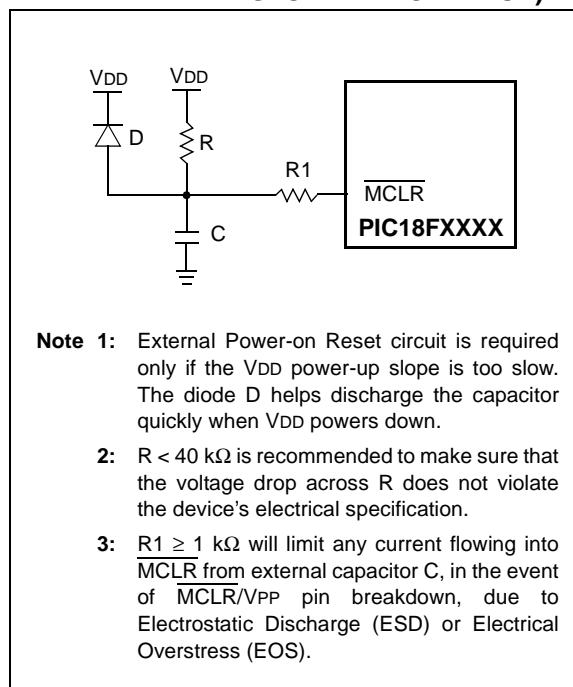 VDD VDD
D
R
R1
MCLR
PIC18FXXXX
C
Note 1: External Power-on Reset circuit is required
only if the VDD power-up slope is too slow.
The diode D helps discharge the capacitor
quickly when VDD powers down.
2: R < 40 kΩ is recommended to make sure that
the voltage drop across R does not violate
the device's electrical specification.
3: R1 ≥ 1 kΩ will limit any current flowing into
MCLR from external capacitor C, in the event
of MCLR/VPP pin breakdown, due to
Electrostatic Discharge (ESD) or Electrical
Overstress (EOS).